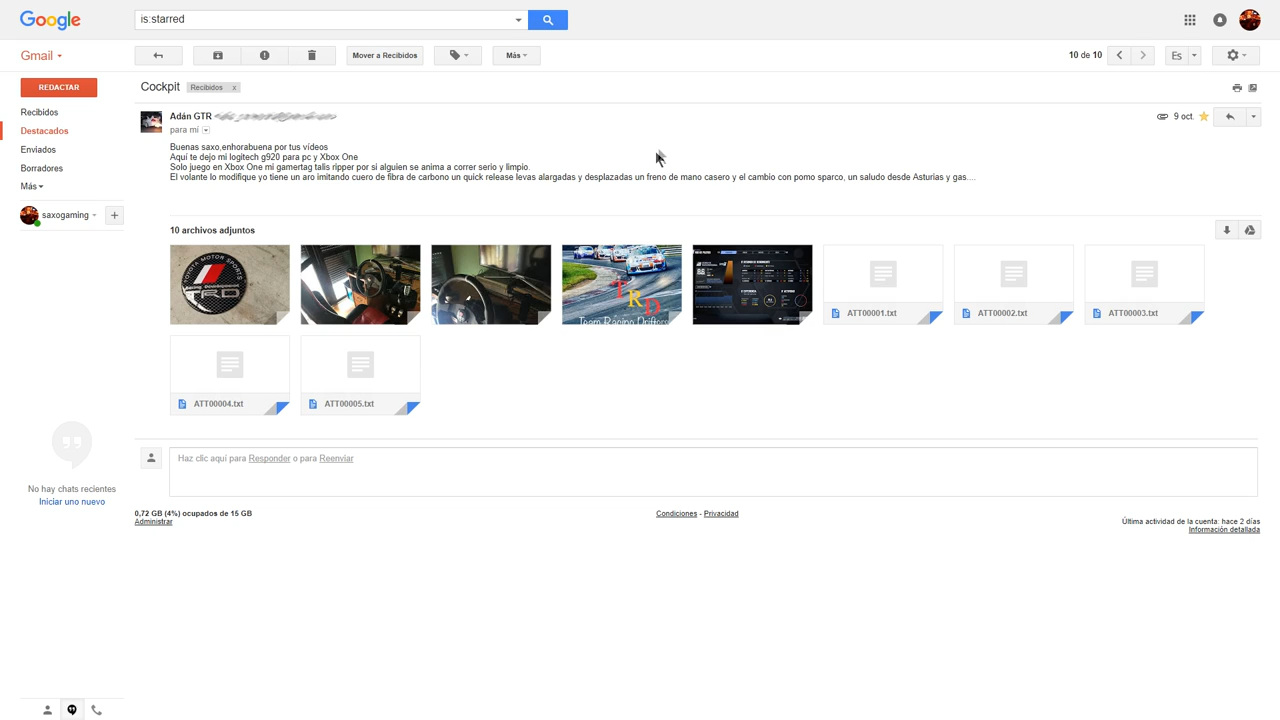 Google
is:starred
Gmail
Mover a Recibidos
Más
10 de 10
Es
REDACTAR
Recibidos
Destacados
Enviados
Borradores
Más
saxogaming
Cockpit
Recibidos x
Adán GTR
9 oct.
para mí
Buenas saxo,enhorabuena por tus vídeos
Aquí te dejo mi logitech g920 para pc y Xbox One
Solo juego en Xbox One mi gamertag talis ripper por si alguien se anima a correr serio y limpio.
El volante lo modifique yo tiene un aro imitando cuero de fibra de carbono un quick release levas alargadas y desplazadas un freno de mano casero y el cambio con pomo sparco, un saludo desde Asturias y gas....
10 archivos adjuntos
TOYOTA MOTOR SPORTS
TRD
TRD
Team Racing Drifters
ATT00001.txt
ATT00002.txt
ATT00003.txt
ATT00004.txt
ATT00005.txt
Haz clic aquí para Responder o para Reenviar
No hay chats recientes
Iniciar uno nuevo
0,72 GB (4%) ocupados de 15 GB
Administrar
Condiciones - Privacidad
Última actividad de la cuenta: hace 2 días
Información detallada